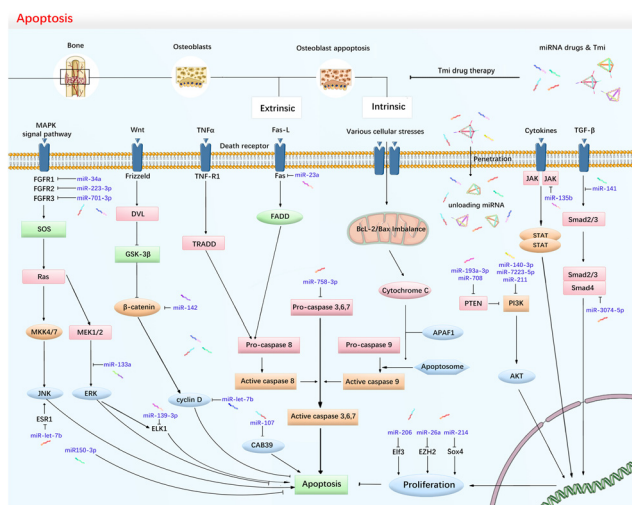 Apoptosis
Bone
Osteoblasts
Osteoblast appoptosis
miRNA drugs & Tmi
Tmi drug therapy
Extrinsic
Intrinsic
MAPK
signal pathway
Wnt
TNFα
Fas-L
Death receptor
Various cellular stresses
Cytokines
TGF-β
Penetration
FGFR1
miR-34a
FGFR2
miR-223-3p
FGFR3
miR-701-3p
Frizzeld
TNF-R1
Fas
miR-23a
JAK
JAK
miR-135b
miR-141
unloading miRNA
SOS
DVL
FADD
Smad2/3
GSK-3β
TRADD
BcL-2/Bax Imbalance
STAT
STAT
Ras
miR-758-3p
Cytochrome C
miR-193a-3p
miR-708
miR-140-3p
miR-7223-5p
miR-211
Smad2/3
Smad4
β-catenin
miR-142
Pro-caspase 3,6,7
PTEN
PI3K
miR-3074-5p
MKK4/7
MEK1/2
Pro-caspase 8
Pro-caspase 9
APAF1
miR-133a
Apoptosome
AKT
Active caspase 8
Active caspase 9
JNK
ERK
cyclin D
miR-let-7b
ESR1
miR-139-3p
ELK1
Active caspase 3,6,7
miR-let-7b
miR-107
miR-206
miR-26a
miR-214
miR150-3p
CAB39
Elf3
EZH2
Sox4
Apoptosis
Proliferation